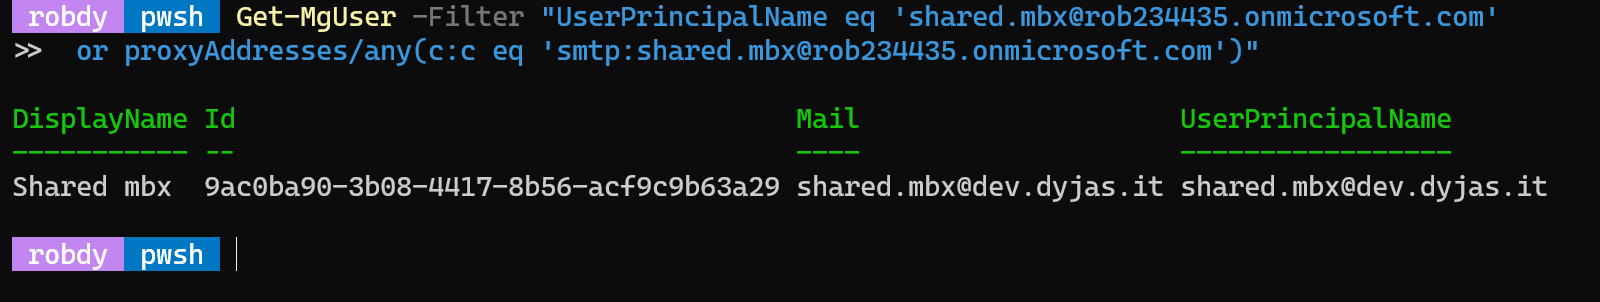 robdy pwsh Get-MgUser -Filter "UserPrincipalName eq 'shared.mbx@rob234435.onmicrosoft.com'
>> or proxyAddresses/any(c:c eq 'smtp:shared.mbx@rob234435.onmicrosoft.com')"
DisplayName Id Mail UserPrincipalName
----------- -- ---- -----------------
Shared mbx 9ac0ba90-3b08-4417-8b56-acf9c9b63a29 shared.mbx@dev.dyjas.it shared.mbx@dev.dyjas.it
robdy pwsh